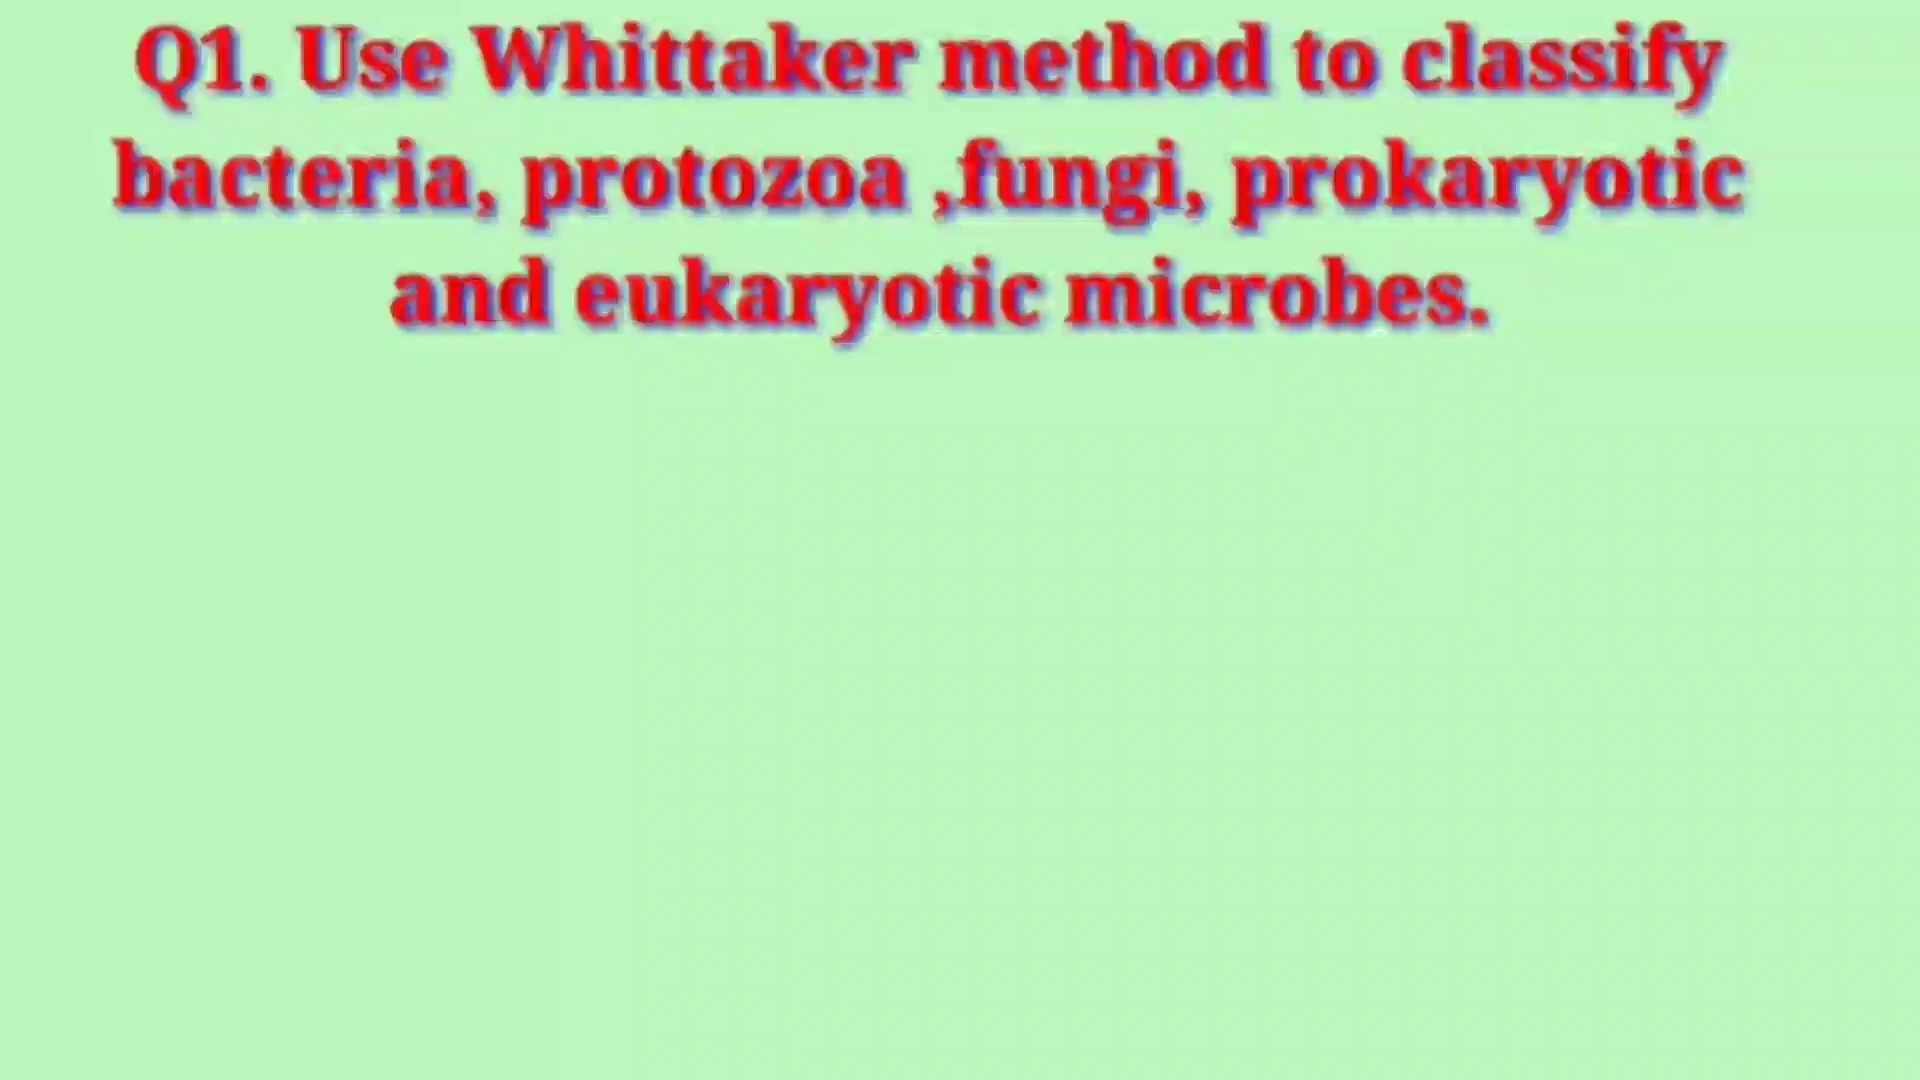 Q1. Use Whittaker method to classify
bacteria, protozoa ,fungi, prokaryotic
and eukaryotic microbes.